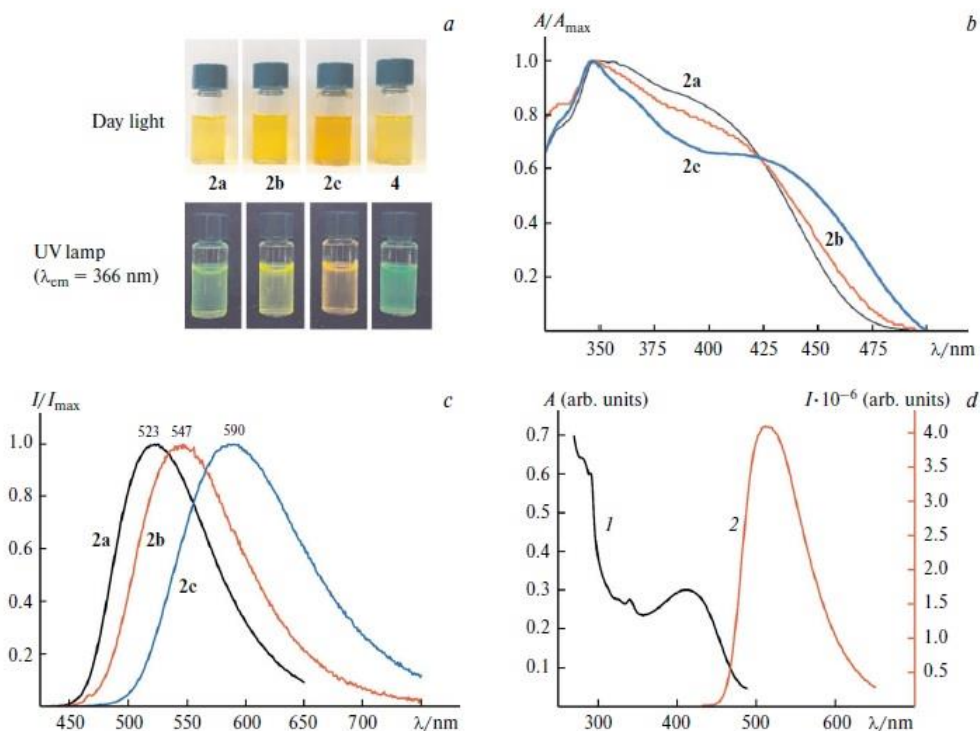 a
Day light
2a 2b 2c 4
UV lamp
(λem = 366 nm)
A/Amax
b
1.0
0.8
0.6
0.4
0.2
2a
2c
2b
350 375 400 425 450 475 λ/nm
I/Imax
c
523 547 590
1.0
0.8
0.6
0.4
0.2
2a
2b
2c
450 500 550 600 650 700 λ/nm
A (arb. units)
I·10⁻⁶ (arb. units)
d
0.7
0.6
0.5
0.4
0.3
0.2
0.1
1
2
4.0
3.5
3.0
2.5
2.0
1.5
1.0
0.5
300 400 500 600 λ/nm